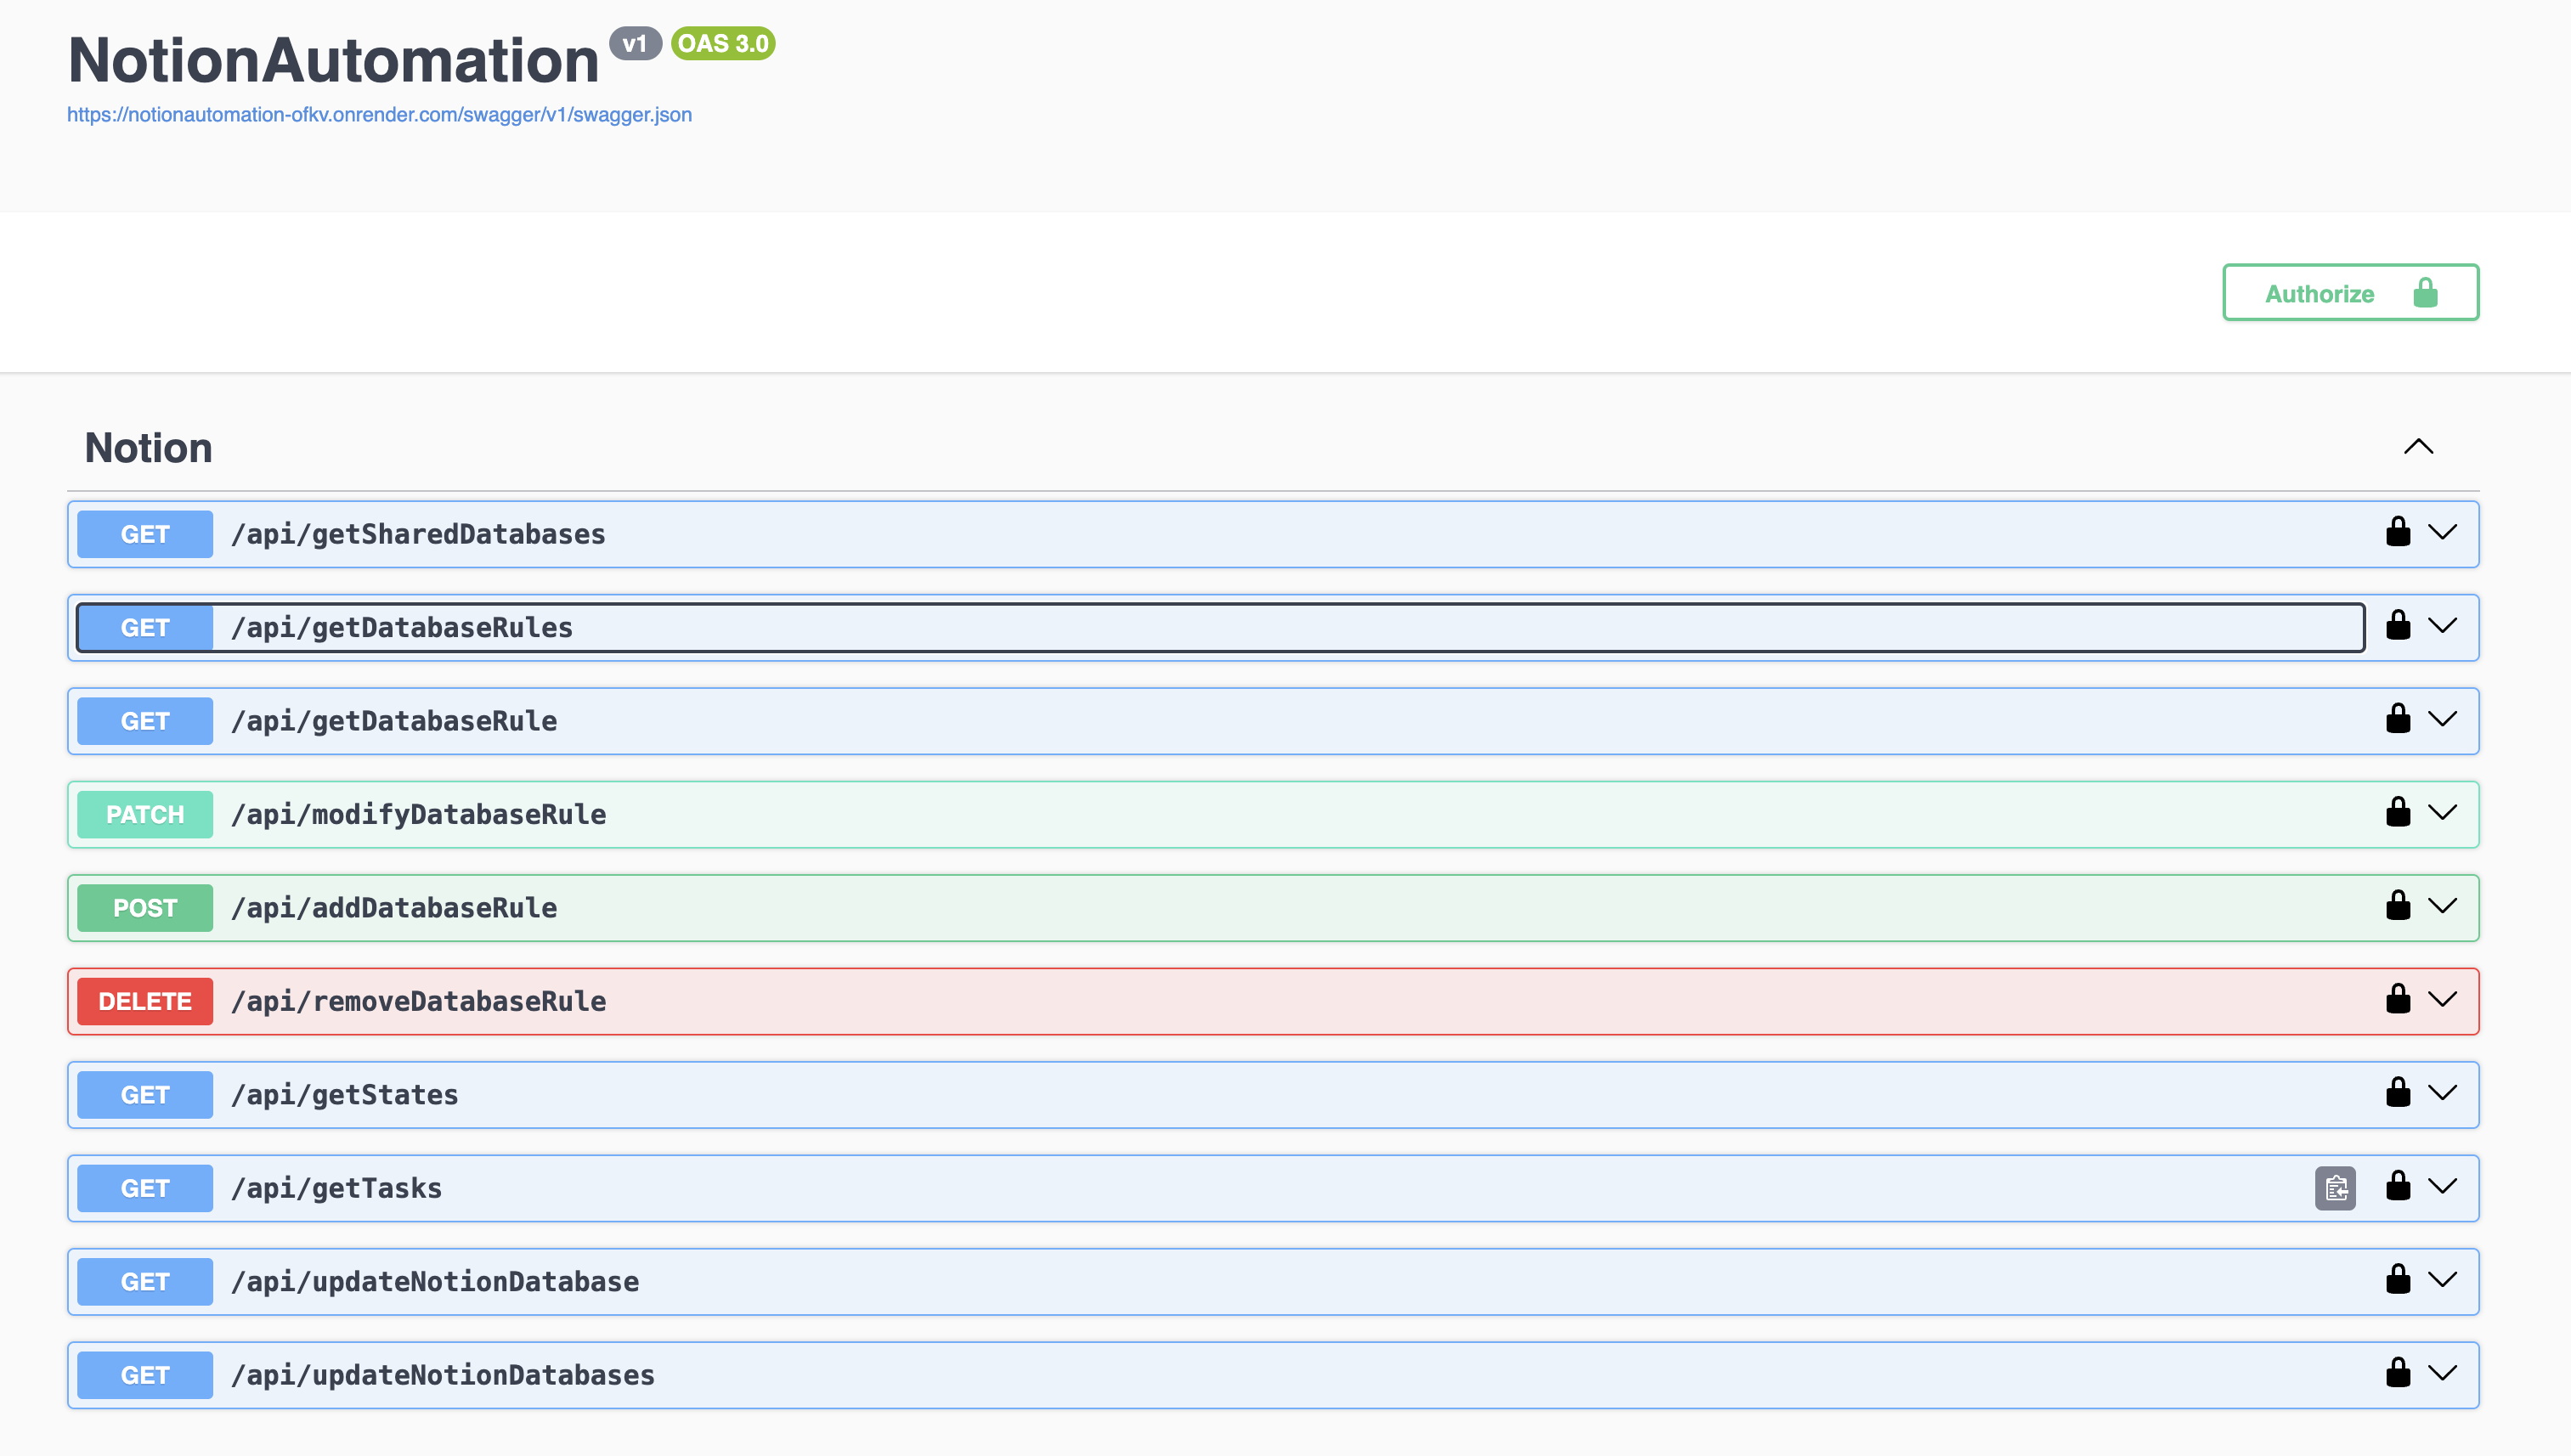 NotionAutomation v1 OAS 3.0
https://notionautomation-ofkv.onrender.com/swagger/v1/swagger.json
Authorize
Notion
GET /api/getSharedDatabases
GET /api/getDatabaseRules
GET /api/getDatabaseRule
PATCH /api/modifyDatabaseRule
POST /api/addDatabaseRule
DELETE /api/removeDatabaseRule
GET /api/getStates
GET /api/getTasks
GET /api/updateNotionDatabase
GET /api/updateNotionDatabases